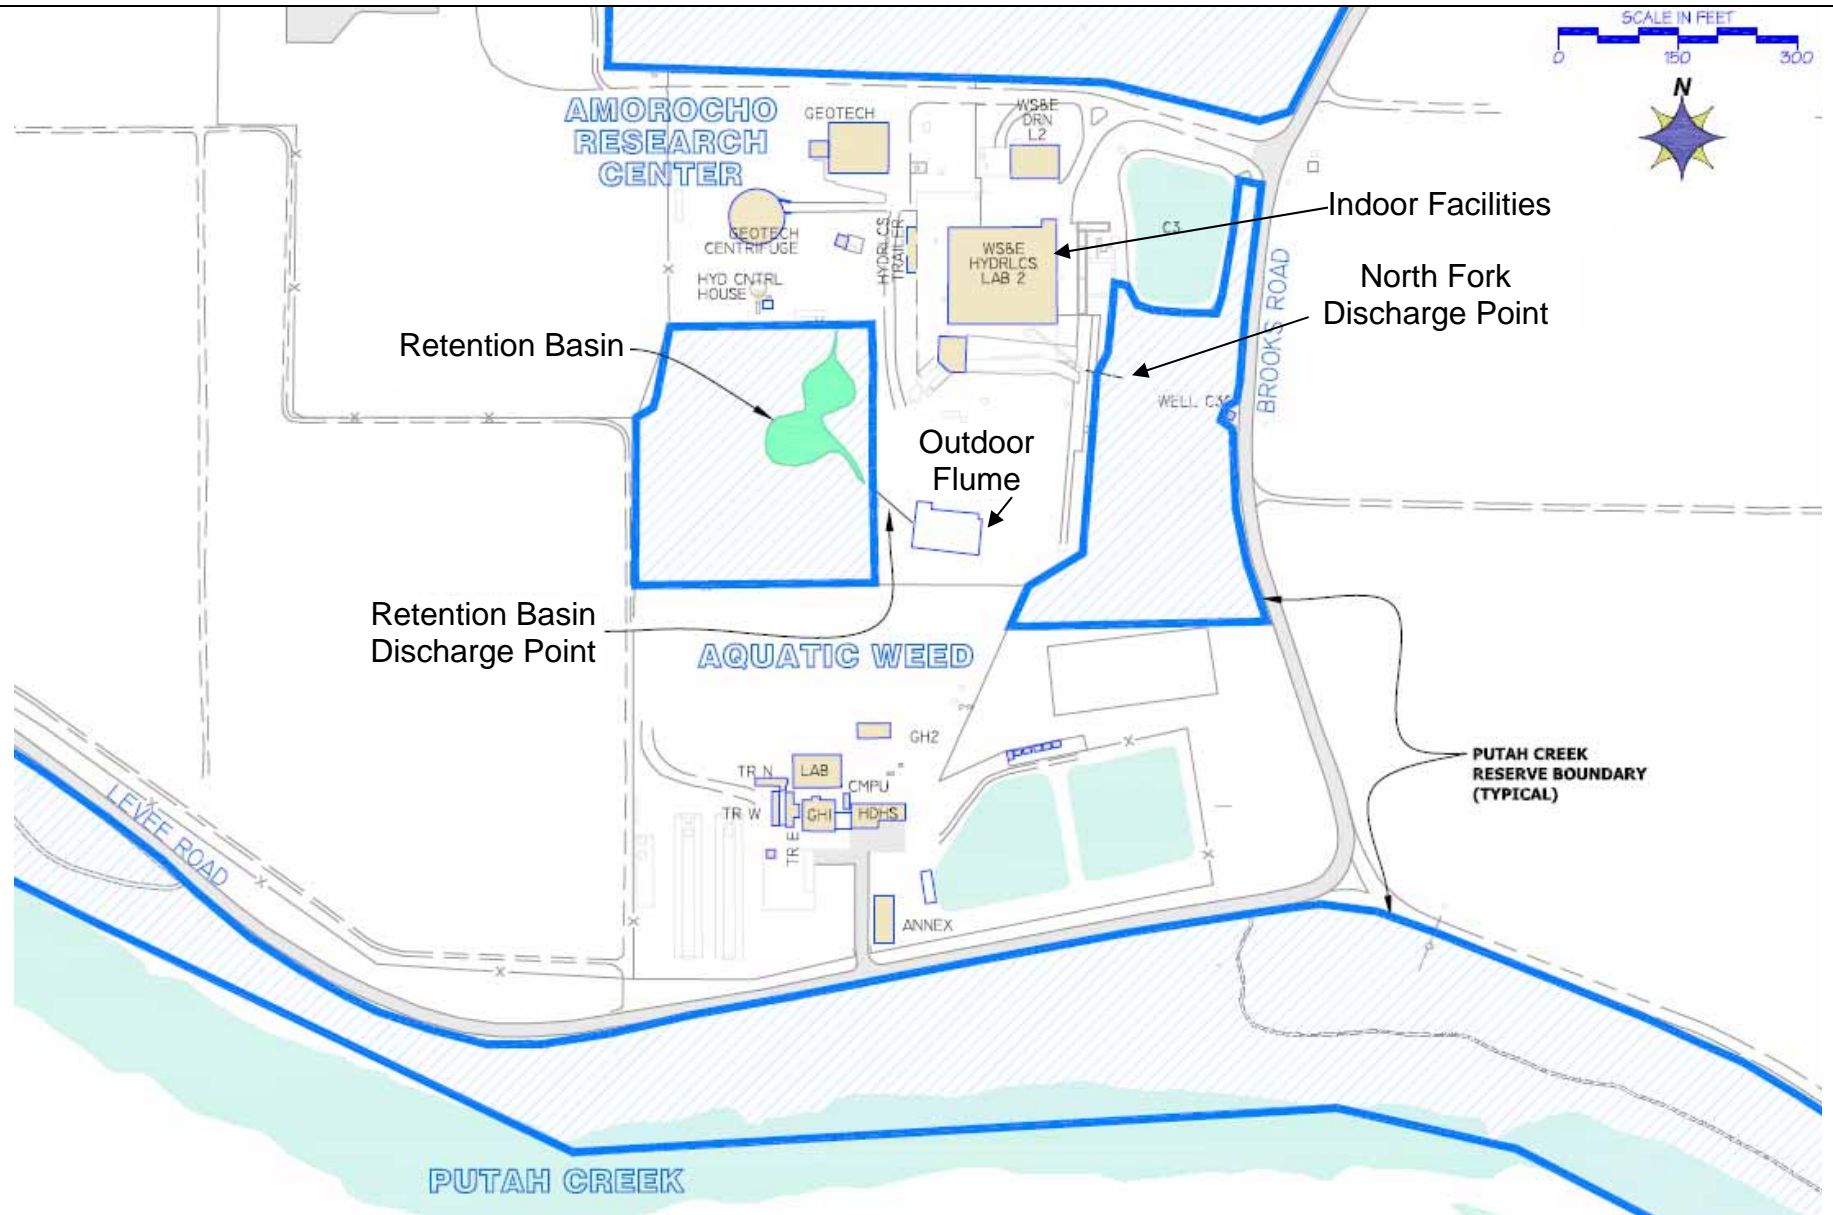 SCALE IN FEET
0 150 300
N
AMOROCHO
RESEARCH
CENTER
GEOTECH
WS&E
DRN
L2
GEOTECH
CENTRIFUGE
HYDRLCS
TRAILER
WS&E
HYDRLCS
LAB 2
C3
Indoor Facilities
HYD CNTRL
HOUSE
North Fork
Discharge Point
BROOKS ROAD
Retention Basin
WELL C3
Outdoor
Flume
Retention Basin
Discharge Point
AQUATIC WEED
GH2
TR N
LAB
CMPU
TR W
GH1
HDHS
TR E
PUTAH CREEK
RESERVE BOUNDARY
(TYPICAL)
LEVEE ROAD
ANNEX
PUTAH CREEK